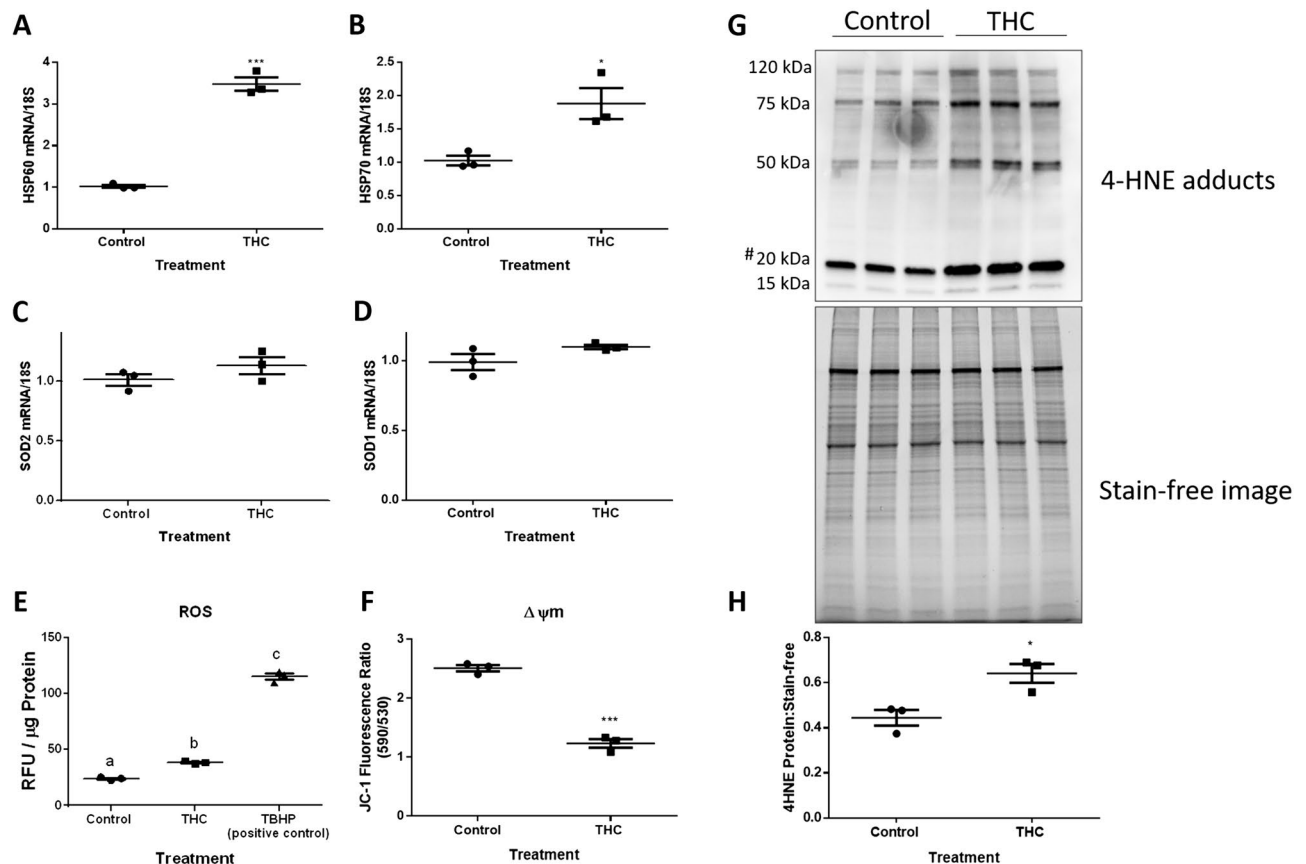 A
HSP60 mRNA/18S
4
3
2
1
0
***
Control
THC
Treatment
B
HSP70 mRNA/18S
2.5
2.0
1.5
1.0
0.5
0.0
*
Control
THC
Treatment
C
SOD2 mRNA/18S
1.0
0.5
0.0
Control
THC
Treatment
D
SOD1 mRNA/18S
1.0
0.5
0.0
Control
THC
Treatment
E
ROS
RFU / µg Protein
150
100
50
0
a
b
c
Control
THC
TBHP
(positive control)
Treatment
F
Δ ψm
JC-1 Fluorescence Ratio
(590/530)
3
2
1
0
***
Control
THC
Treatment
G
Control
THC
120 kDa
75 kDa
50 kDa
# 20 kDa
15 kDa
4-HNE adducts
Stain-free image
H
4HNE Protein:Stain-free
0.8
0.6
0.4
0.2
0.0
*
Control
THC
Treatment